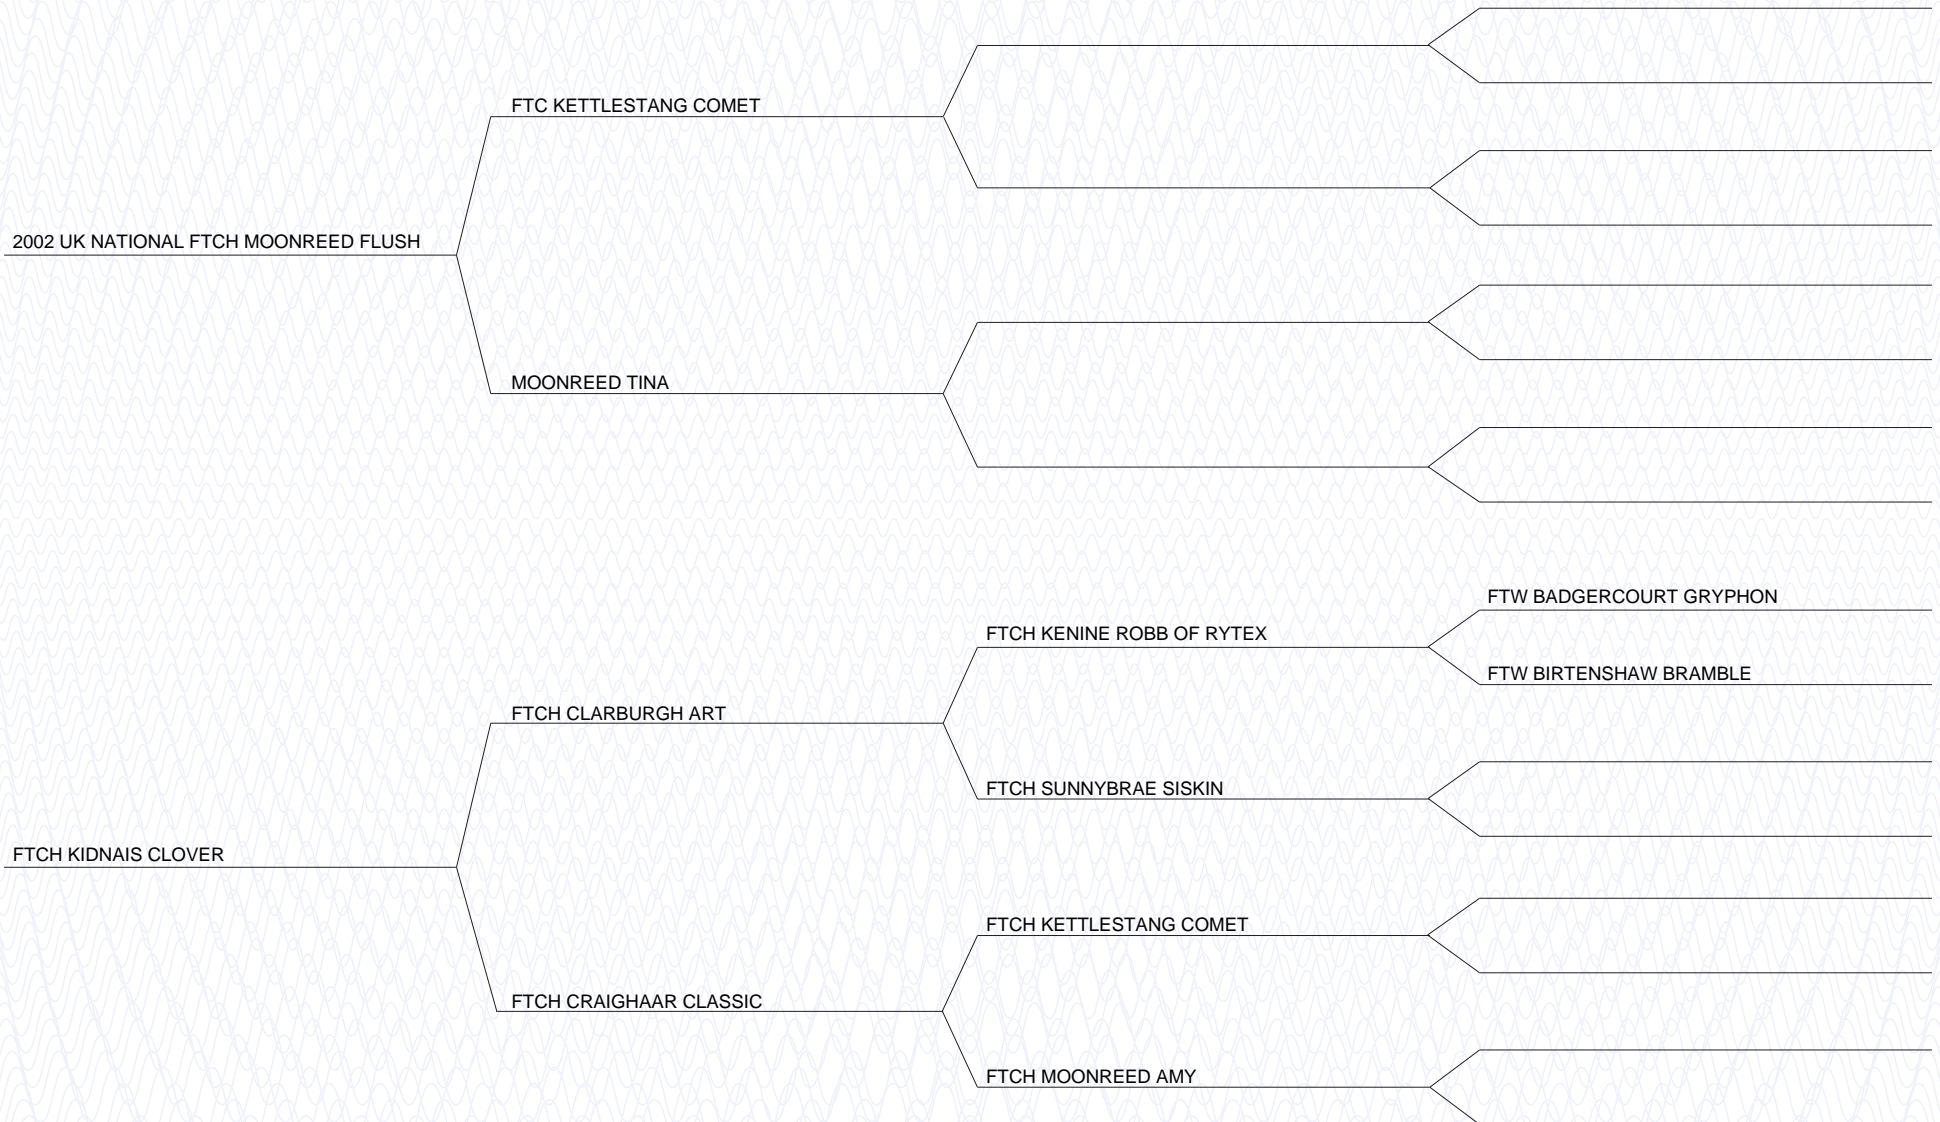 FTC KETTLESTANG COMET
2002 UK NATIONAL FTCH MOONREED FLUSH
MOONREED TINA
FTW BADGERCOURT GRYPHON
FTCH KENINE ROBB OF RYTEX
FTW BIRTENSHAW BRAMBLE
FTCH CLARBURGH ART
FTCH SUNNYBRAE SISKIN
FTCH KIDNAIS CLOVER
FTCH KETTLESTANG COMET
FTCH CRAIGHAAR CLASSIC
FTCH MOONREED AMY